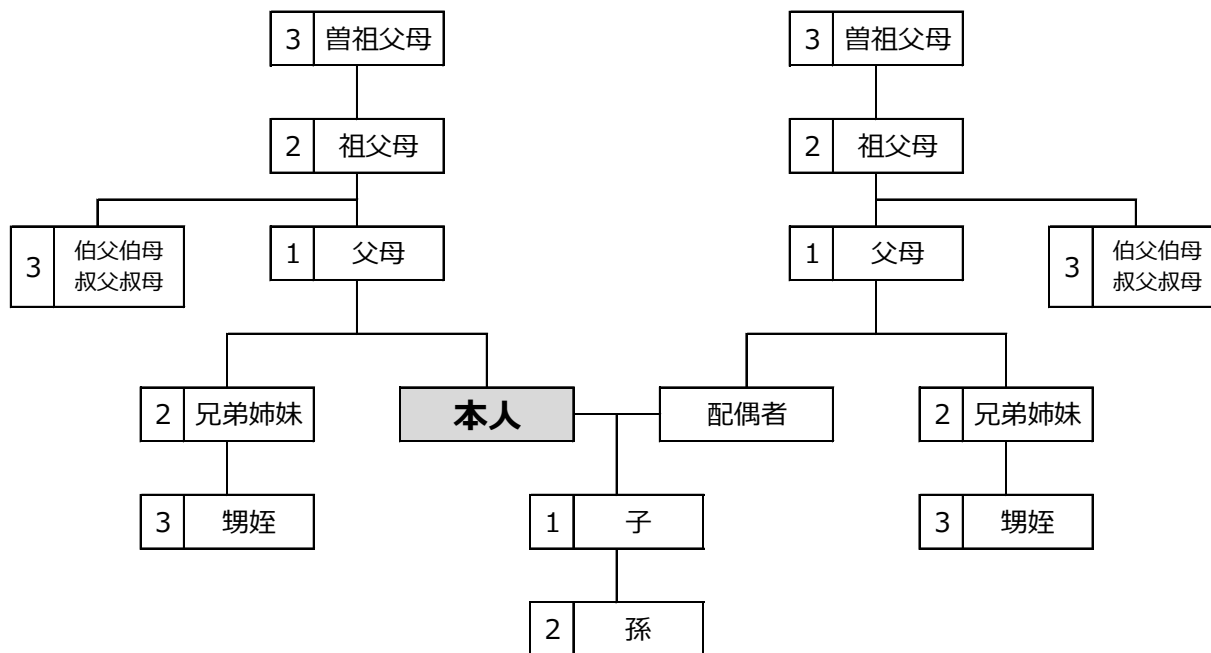 3 曽祖父母
3 曽祖父母
2 祖父母
2 祖父母
3 伯父伯母
叔父叔母
1 父母
1 父母
3 伯父伯母
叔父叔母
2 兄弟姉妹
本人
配偶者
2 兄弟姉妹
3 甥姪
1 子
3 甥姪
2 孫